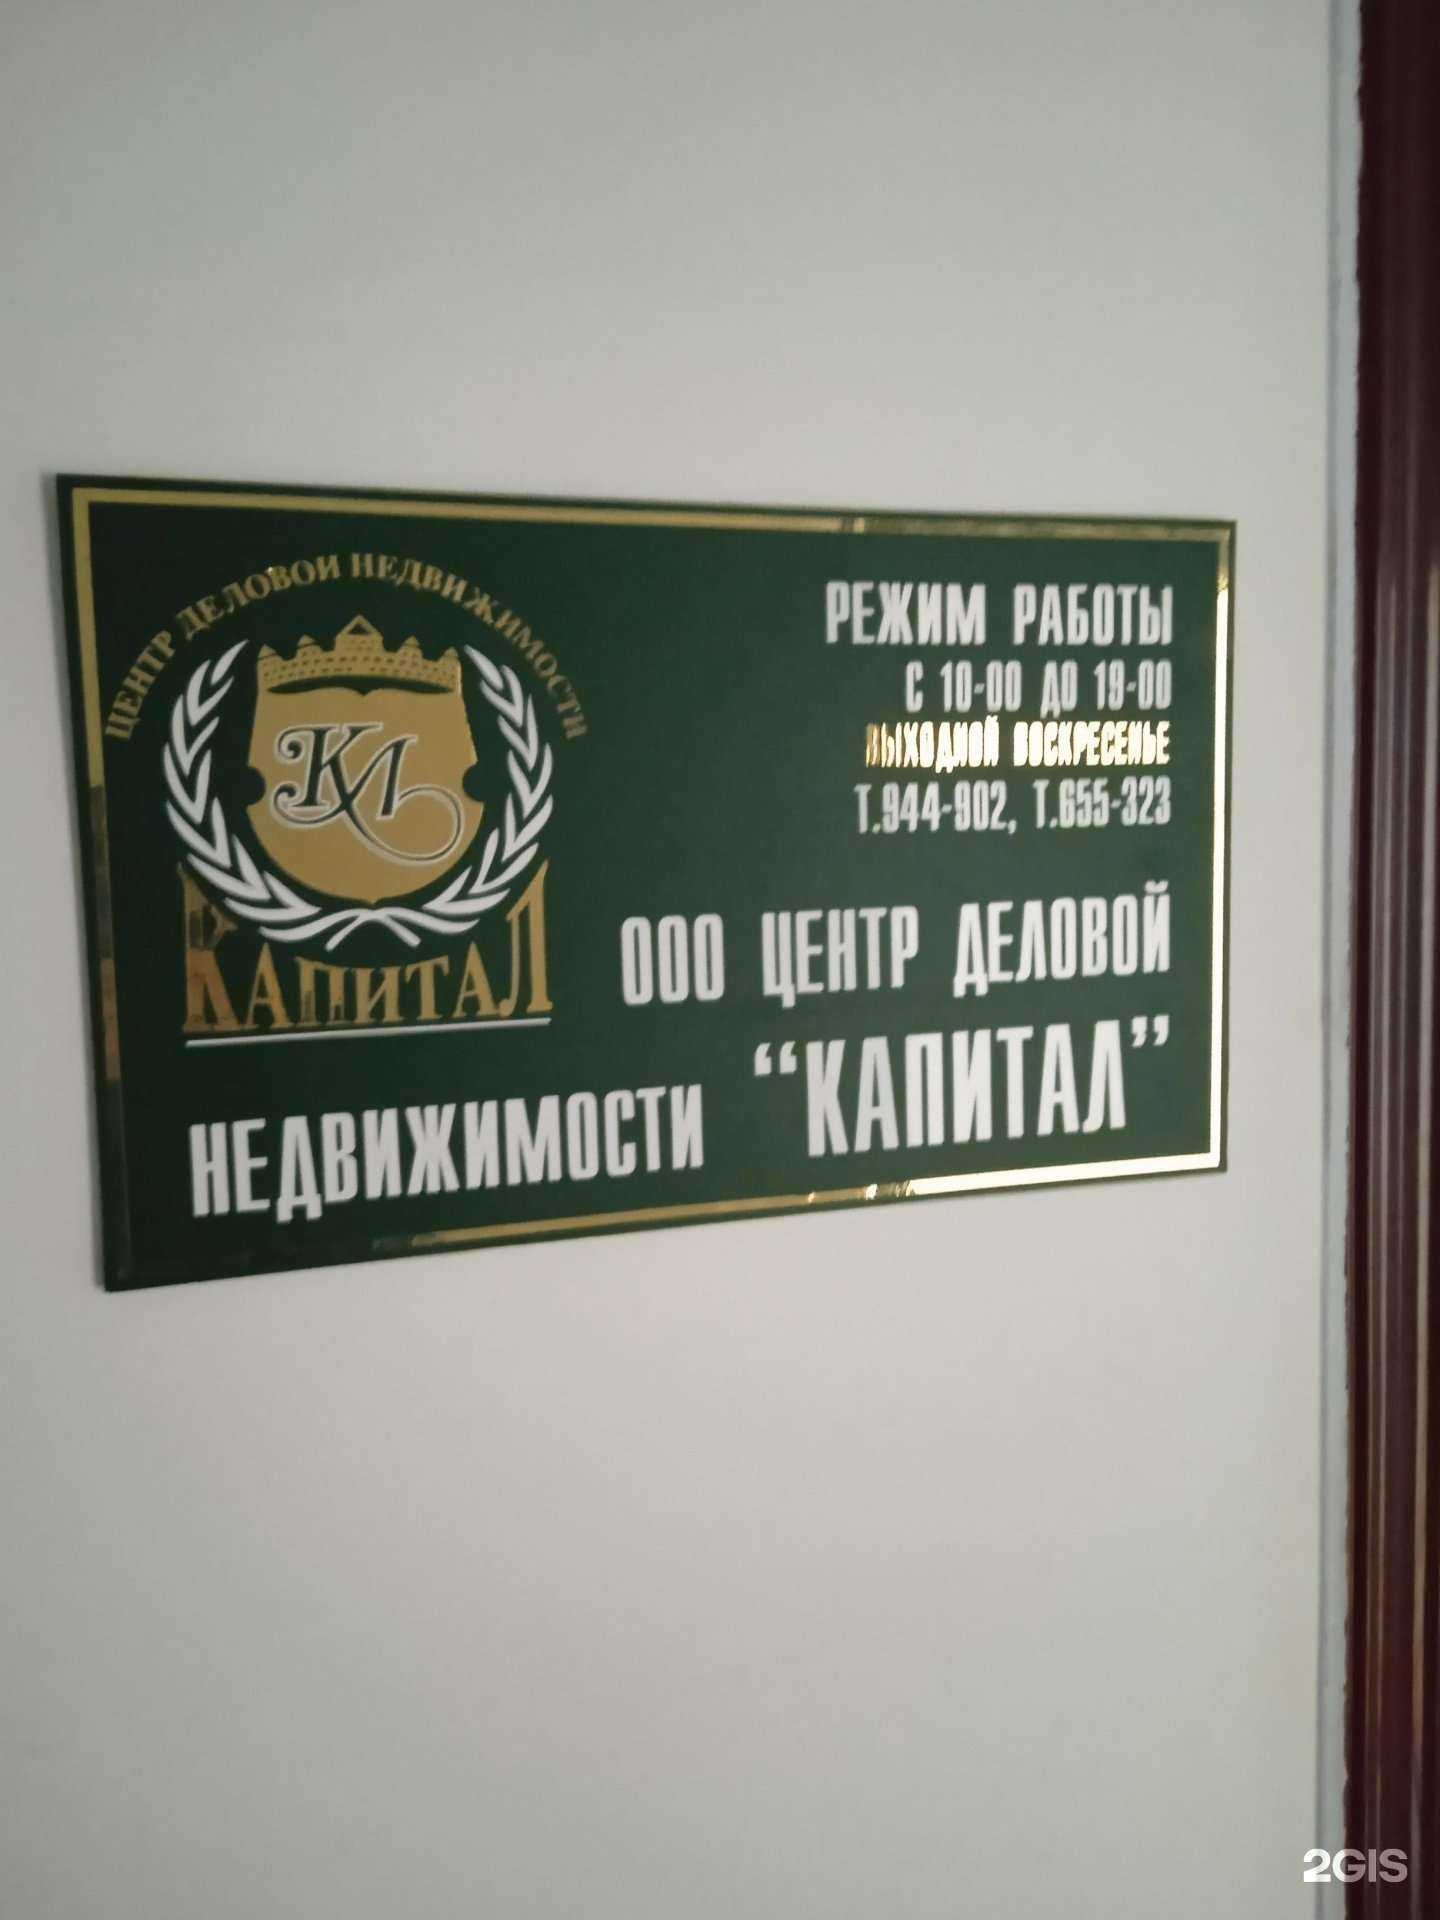 ЦЕНТР ДЕЛОВОЙ НЕДВИЖИМОСТИ
КЛ
КАПИТАЛ
РЕЖИМ РАБОТЫ
С 10-00 ДО 19-00
ВЫХОДНОЙ ВОСКРЕСЕНЬЕ
Т.944-902, Т.655-323
ООО ЦЕНТР ДЕЛОВОЙ
НЕДВИЖИМОСТИ “КАПИТАЛ”
2GIS